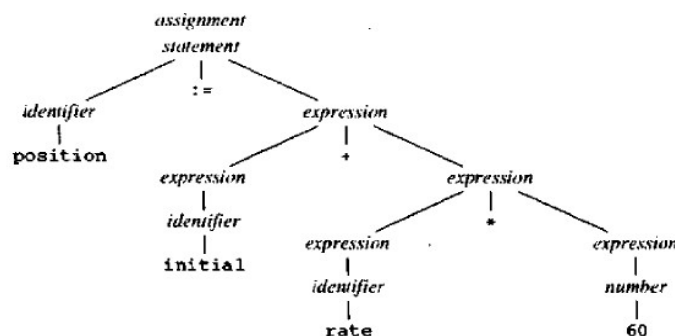 assignment
statement
:=
identifier
expression
position
+
expression
expression
identifier
*
initial
expression
expression
identifier
number
rate
60